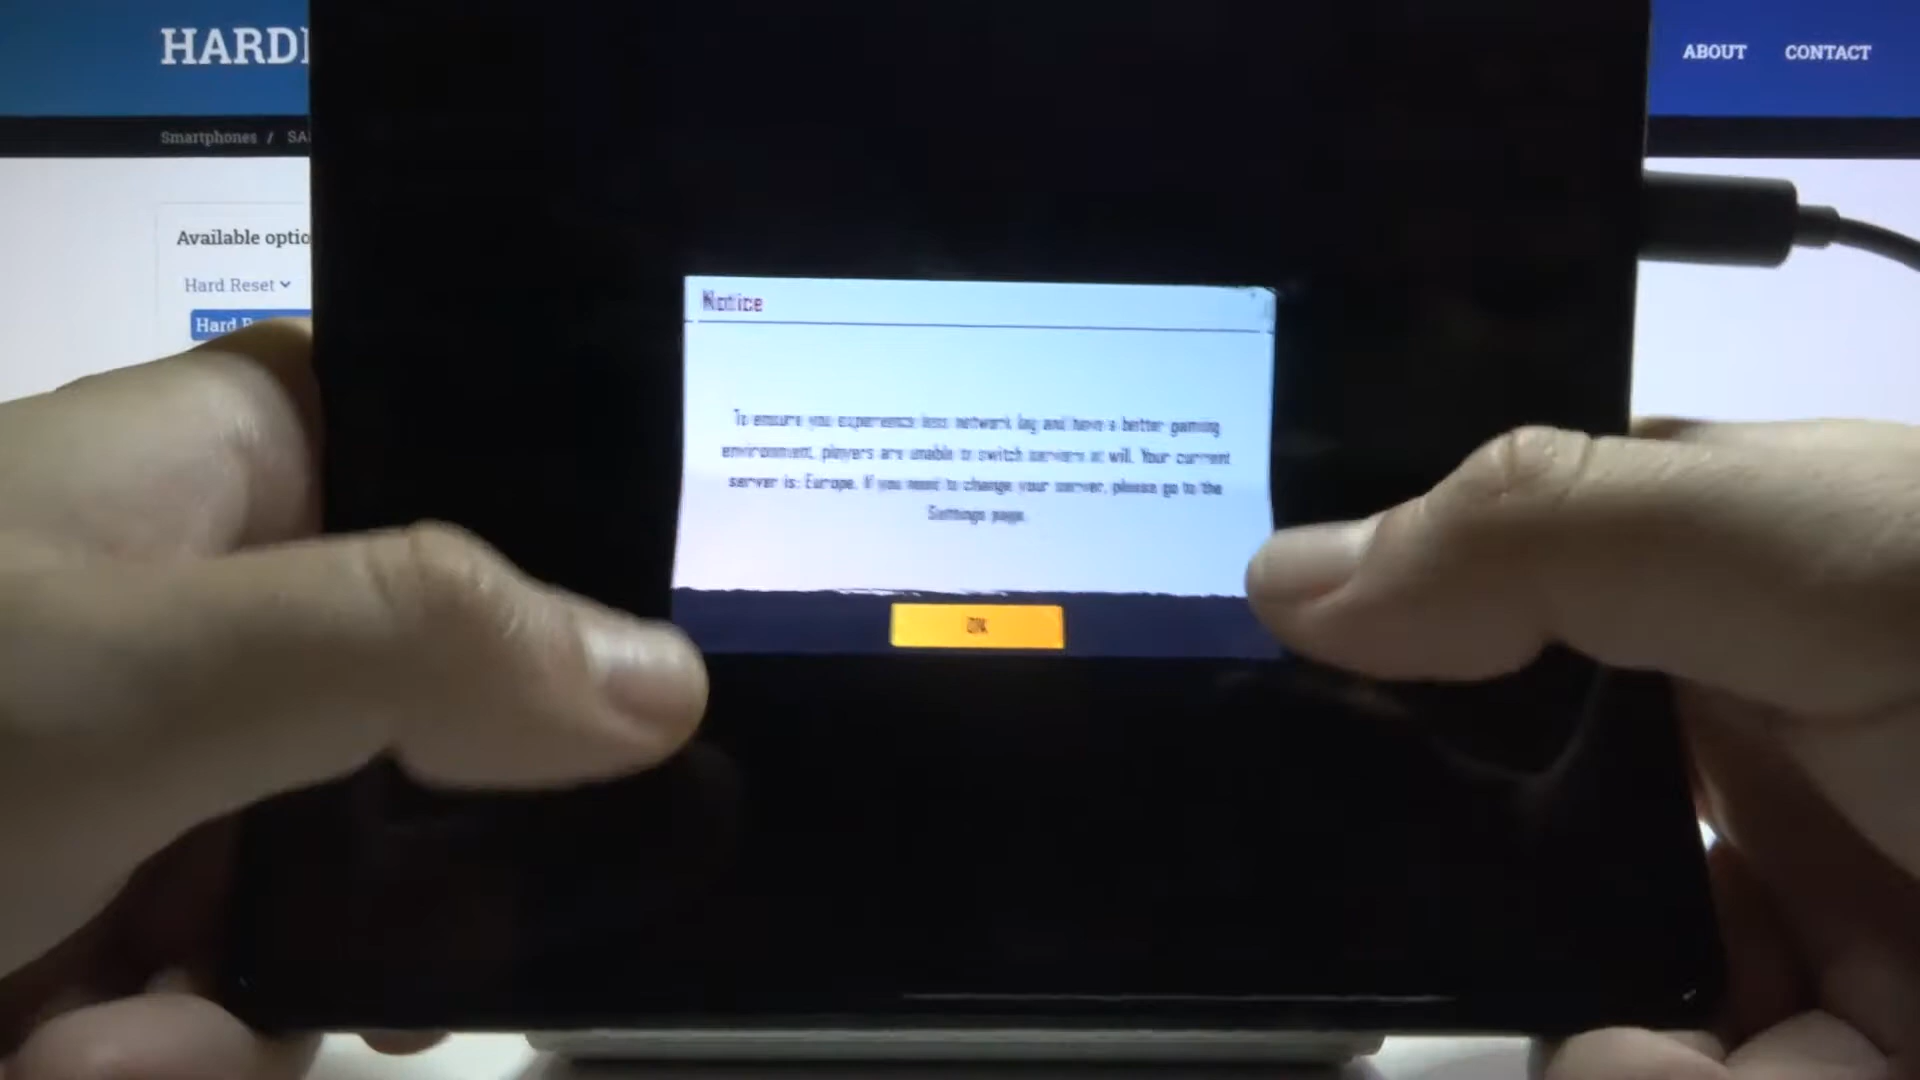 HARD
ABOUT
CONTACT
Smartphones / SA
Available optio
Hard Reset
Hard R
Notice
To ensure you experience less network lag and have a better gaming
environment, players are unable to switch servers at will. Your current
server is: Europe. If you need to change your server, please go to the
Settings page.
OK